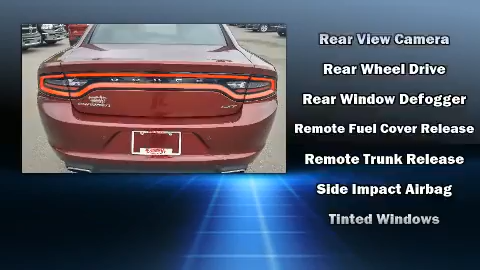 Rear View Camera
Rear Wheel Drive
Rear Window Defogger
Remote Fuel Cover Release
Remote Trunk Release
Side Impact Airbag
Tinted Windows
DODGE